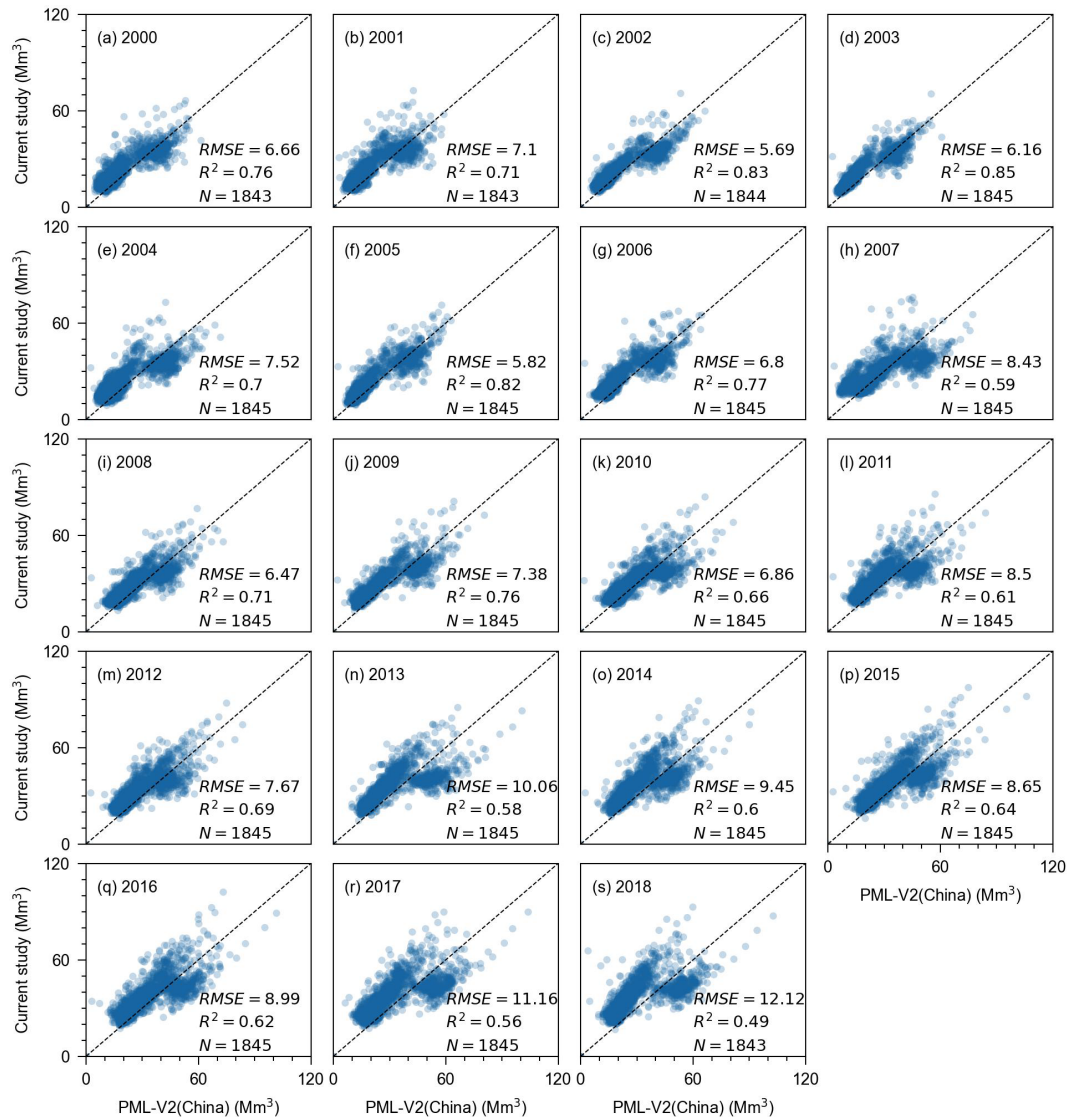 120
60
0
Current study (Mm³)
(a) 2000
RMSE = 6.66
R² = 0.76
N = 1843
(b) 2001
RMSE = 7.1
R² = 0.71
N = 1843
(c) 2002
RMSE = 5.69
R² = 0.83
N = 1844
(d) 2003
RMSE = 6.16
R² = 0.85
N = 1845
120
60
0
Current study (Mm³)
(e) 2004
RMSE = 7.52
R² = 0.7
N = 1845
(f) 2005
RMSE = 5.82
R² = 0.82
N = 1845
(g) 2006
RMSE = 6.8
R² = 0.77
N = 1845
(h) 2007
RMSE = 8.43
R² = 0.59
N = 1845
120
60
0
Current study (Mm³)
(i) 2008
RMSE = 6.47
R² = 0.71
N = 1845
(j) 2009
RMSE = 7.38
R² = 0.76
N = 1845
(k) 2010
RMSE = 6.86
R² = 0.66
N = 1845
(l) 2011
RMSE = 8.5
R² = 0.61
N = 1845
120
60
0
Current study (Mm³)
(m) 2012
RMSE = 7.67
R² = 0.69
N = 1845
(n) 2013
RMSE = 10.06
R² = 0.58
N = 1845
(o) 2014
RMSE = 9.45
R² = 0.6
N = 1845
(p) 2015
RMSE = 8.65
R² = 0.64
N = 1845
0 60 120
PML-V2(China) (Mm³)
120
60
0
Current study (Mm³)
(q) 2016
RMSE = 8.99
R² = 0.62
N = 1845
0 60 120
PML-V2(China) (Mm³)
(r) 2017
RMSE = 11.16
R² = 0.56
N = 1845
0 60 120
PML-V2(China) (Mm³)
(s) 2018
RMSE = 12.12
R² = 0.49
N = 1843
0 60 120
PML-V2(China) (Mm³)